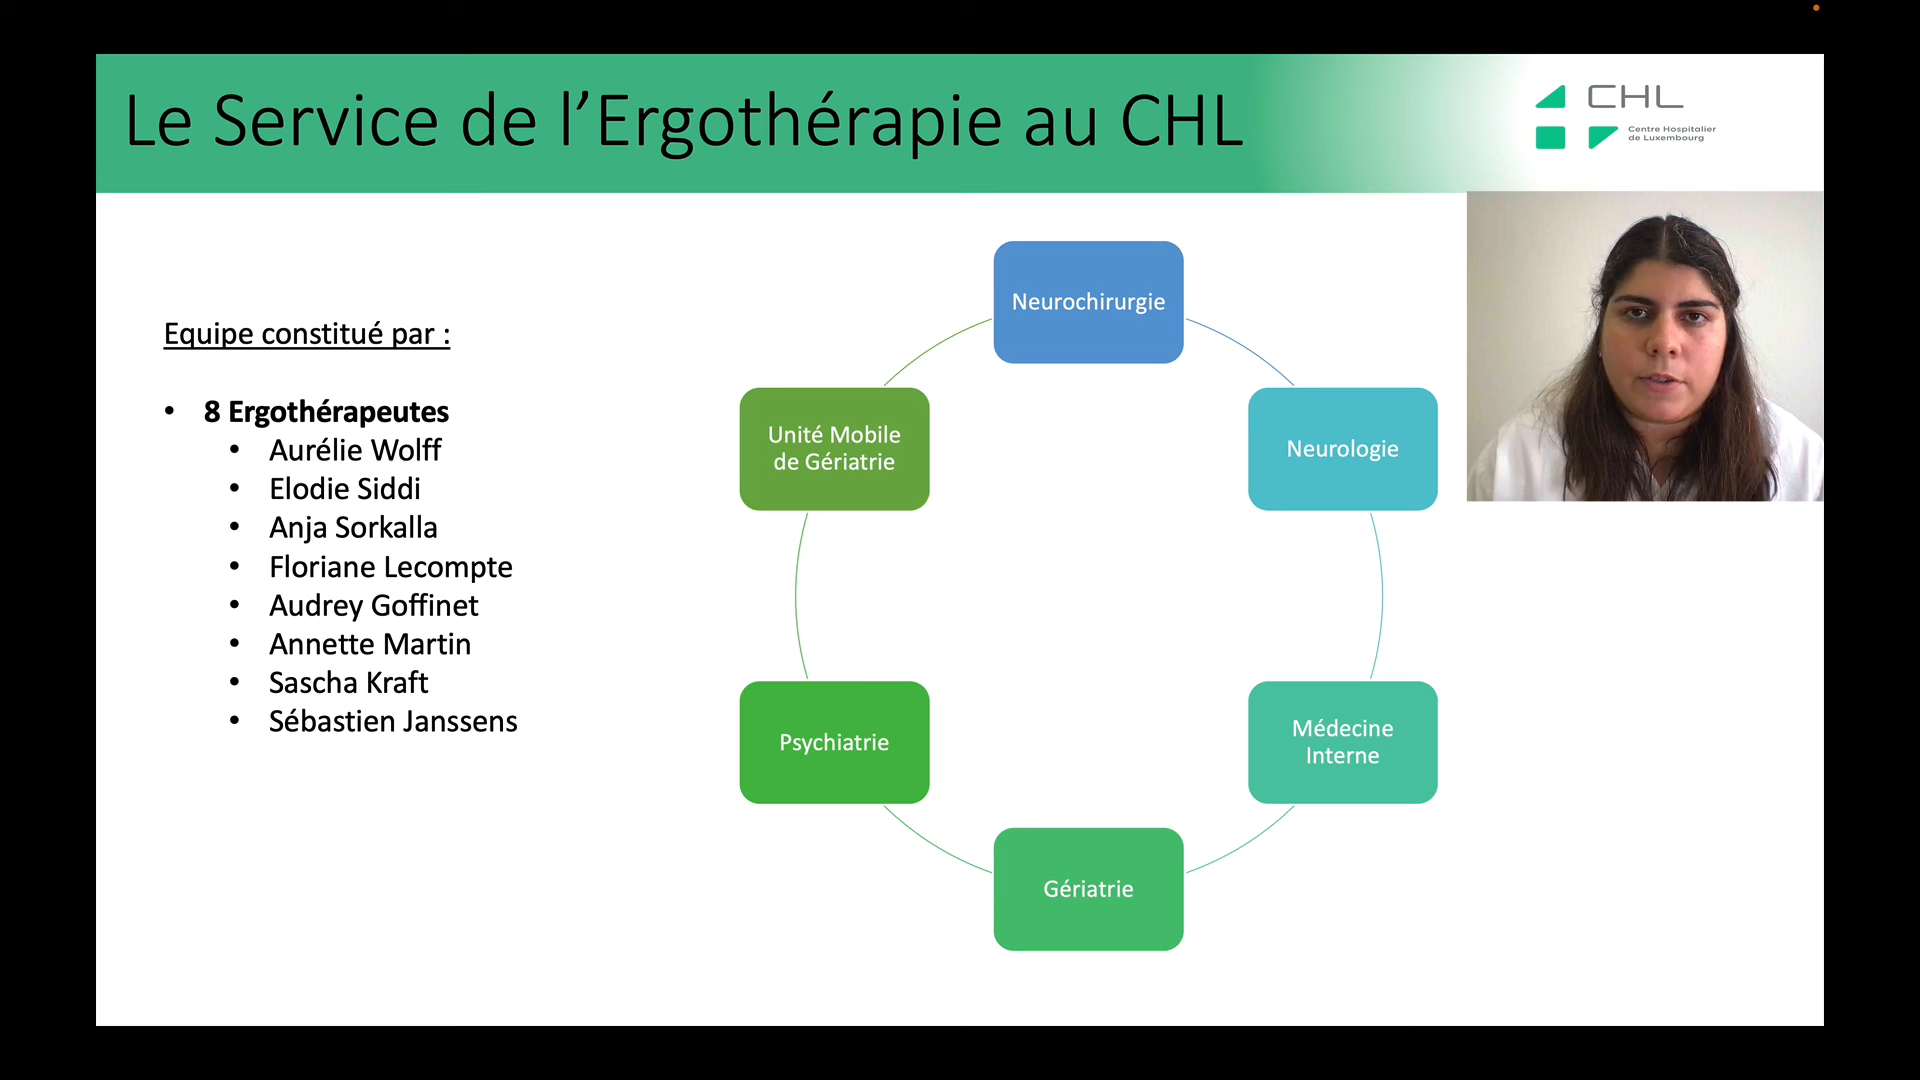 Le Service de l’Ergothérapie au CHL
CHL
Centre Hospitalier
de Luxembourg
Equipe constitué par :
• 8 Ergothérapeutes
• Aurélie Wolff
• Elodie Siddi
• Anja Sorkalla
• Floriane Lecompte
• Audrey Goffinet
• Annette Martin
• Sascha Kraft
• Sébastien Janssens
Neurochirurgie
Neurologie
Médecine
Interne
Gériatrie
Psychiatrie
Unité Mobile
de Gériatrie